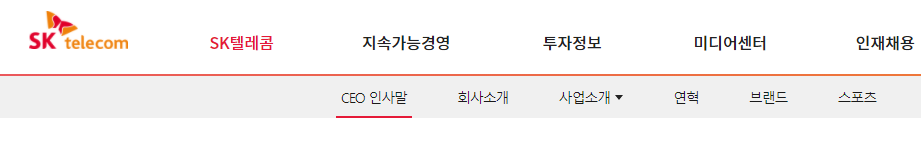 SK telecom
SK텔레콤 지속가능경영 투자정보 미디어센터 인재채용
CEO 인사말 회사소개 사업소개 연혁 브랜드 스포츠